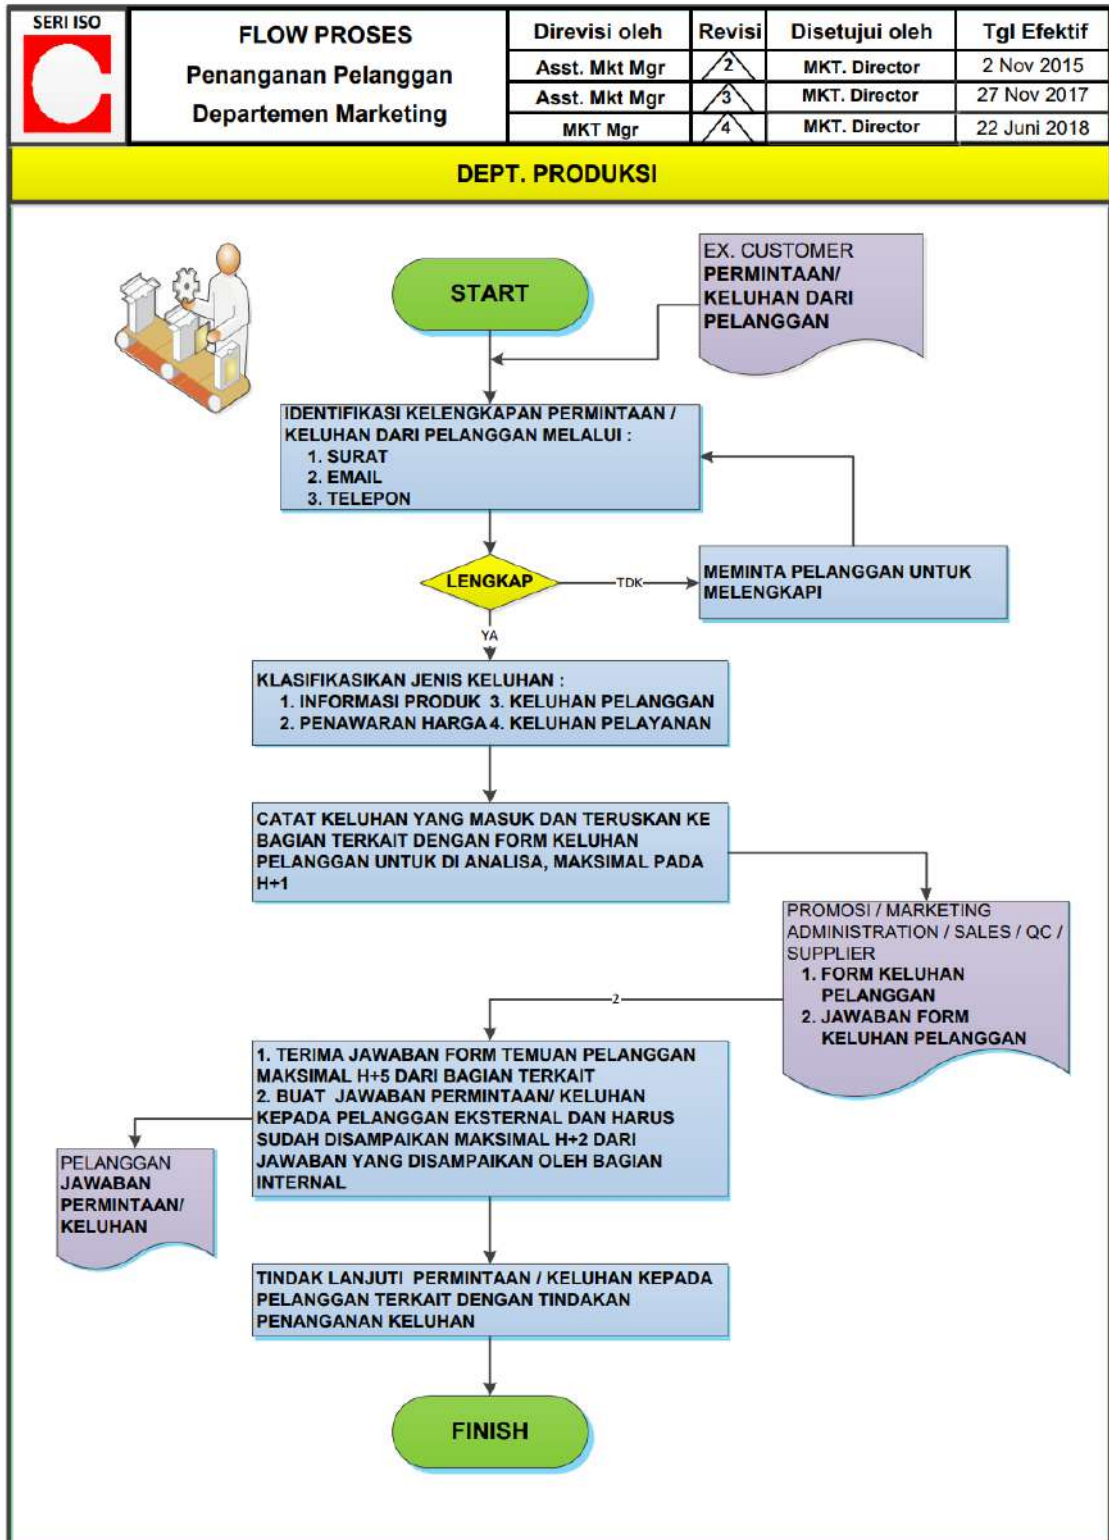 SERI ISO
FLOW PROSES
Penanganan Pelanggan
Departemen Marketing
Direvisi oleh Revisi Disetujui oleh Tgl Efektif
Asst. Mkt Mgr 2 MKT. Director 2 Nov 2015
Asst. Mkt Mgr 3 MKT. Director 27 Nov 2017
MKT Mgr 4 MKT. Director 22 Juni 2018
DEPT. PRODUKSI
START
EX. CUSTOMER
PERMINTAAN/
KELUHAN DARI
PELANGGAN
IDENTIFIKASI KELENGKAPAN PERMINTAAN /
KELUHAN DARI PELANGGAN MELALUI :
1. SURAT
2. EMAIL
3. TELEPON
LENGKAP
TDK
MEMINTA PELANGGAN UNTUK
MELENGKAPI
YA
KLASIFIKASIKAN JENIS KELUHAN :
1. INFORMASI PRODUK 3. KELUHAN PELANGGAN
2. PENAWARAN HARGA 4. KELUHAN PELAYANAN
CATAT KELUHAN YANG MASUK DAN TERUSKAN KE
BAGIAN TERKAIT DENGAN FORM KELUHAN
PELANGGAN UNTUK DI ANALISA, MAKSIMAL PADA
H+1
PROMOSI / MARKETING
ADMINISTRATION / SALES / QC /
SUPPLIER
1. FORM KELUHAN
PELANGGAN
2. JAWABAN FORM
KELUHAN PELANGGAN
2
1. TERIMA JAWABAN FORM TEMUAN PELANGGAN
MAKSIMAL H+5 DARI BAGIAN TERKAIT
2. BUAT JAWABAN PERMINTAAN/ KELUHAN
KEPADA PELANGGAN EKSTERNAL DAN HARUS
SUDAH DISAMPAIKAN MAKSIMAL H+2 DARI
JAWABAN YANG DISAMPAIKAN OLEH BAGIAN
INTERNAL
PELANGGAN
JAWABAN
PERMINTAAN/
KELUHAN
TINDAK LANJUTI PERMINTAAN / KELUHAN KEPADA
PELANGGAN TERKAIT DENGAN TINDAKAN
PENANGANAN KELUHAN
FINISH